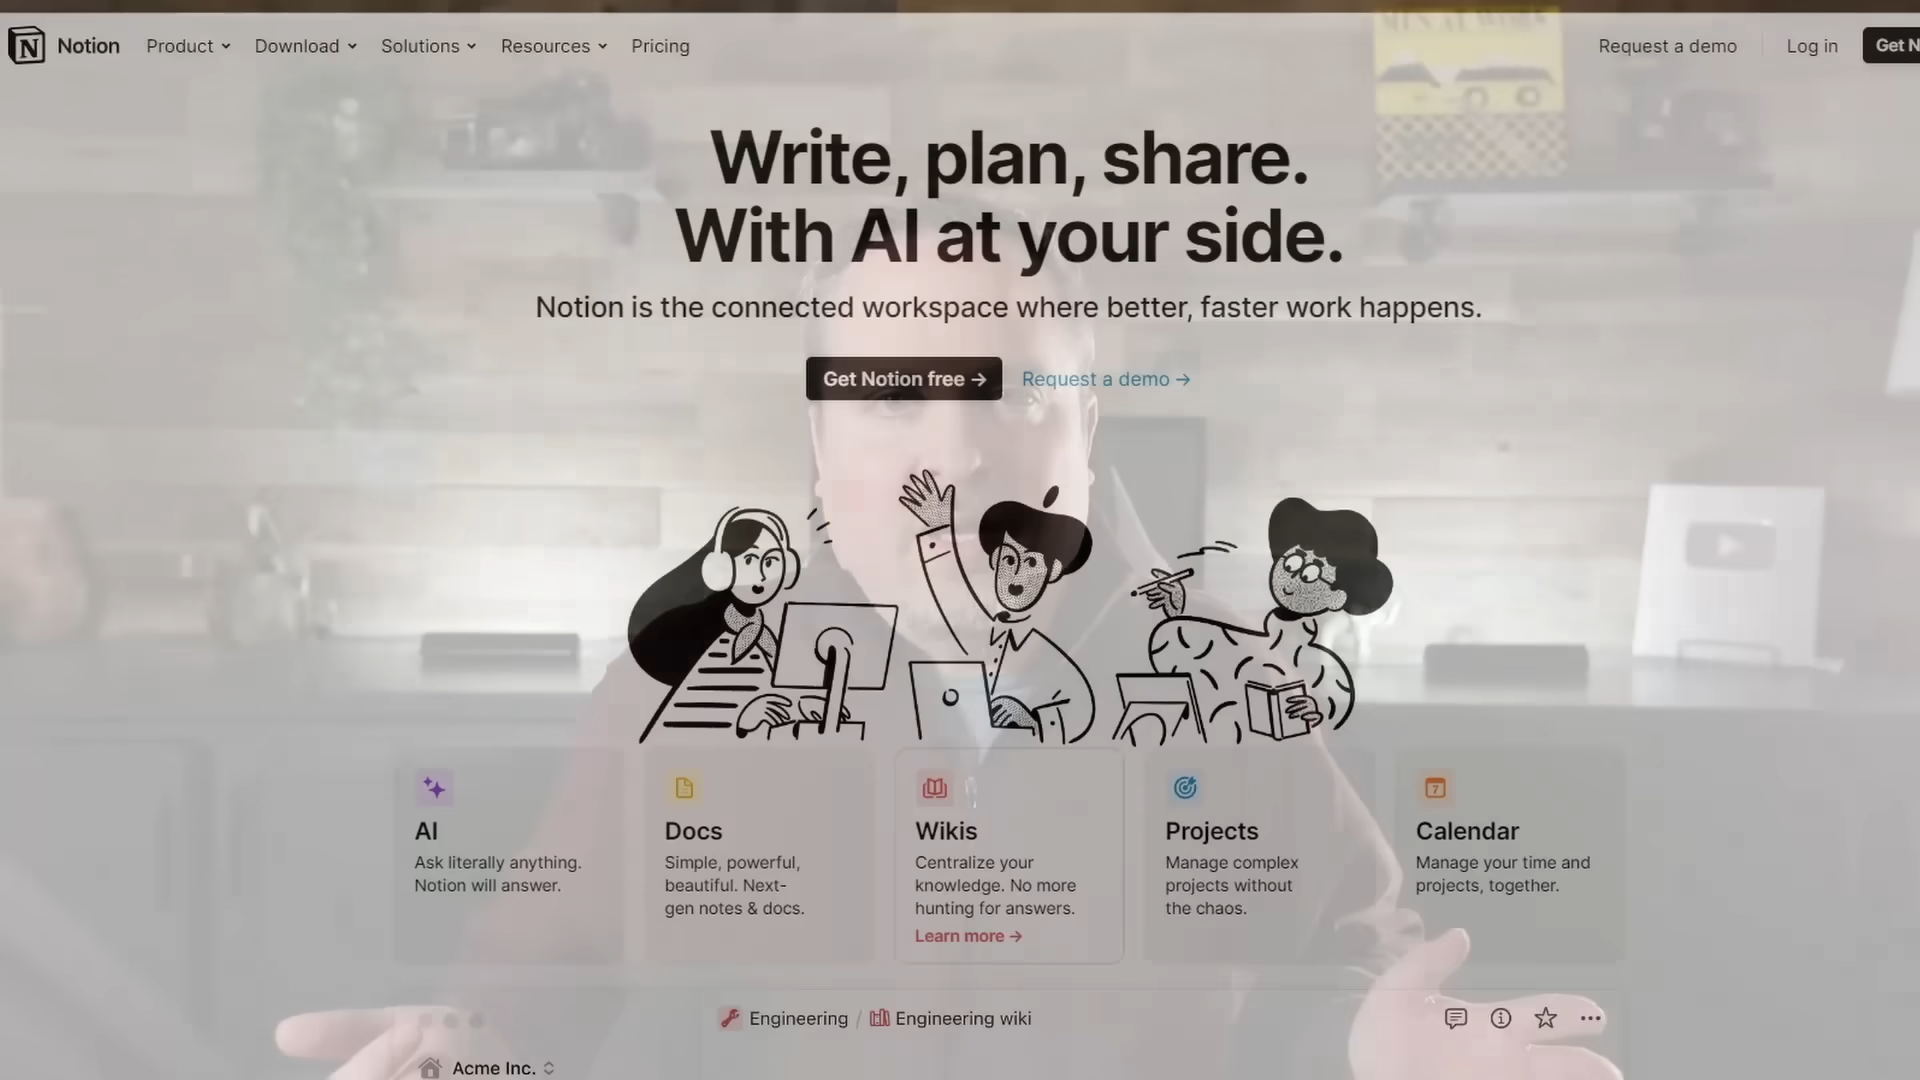 Notion
Product
Download
Solutions
Resources
Pricing
Request a demo
Log in
Get N
Write, plan, share.
With AI at your side.
Notion is the connected workspace where better, faster work happens.
Get Notion free →
Request a demo →
AI
Ask literally anything.
Notion will answer.
Docs
Simple, powerful,
beautiful. Next-
gen notes & docs.
Wikis
Centralize your
knowledge. No more
hunting for answers.
Learn more →
Projects
Manage complex
projects without
the chaos.
7
Calendar
Manage your time and
projects, together.
Engineering / Engineering wiki
Acme Inc.